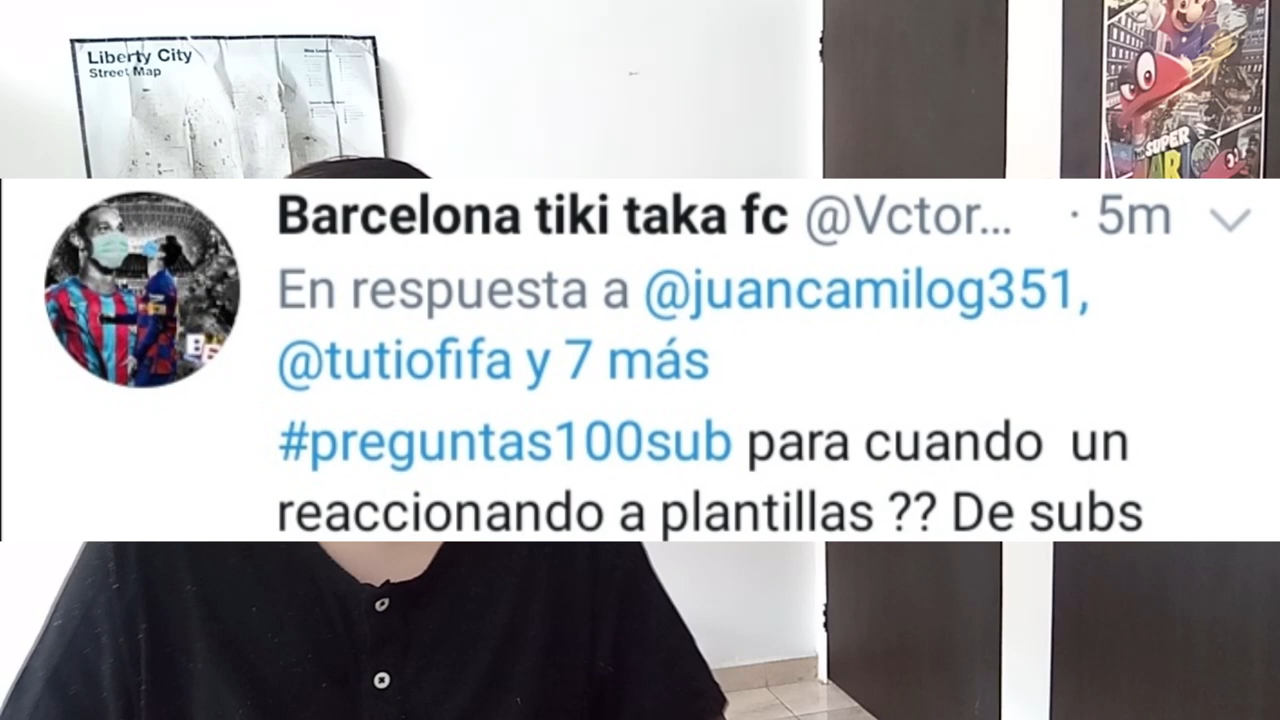 Liberty City
Street Map
SUPER
Barcelona tiki taka fc @Vctor... · 5m
En respuesta a @juancamilog351,
@tutiofifa y 7 más
#preguntas100sub para cuando un
reaccionando a plantillas ?? De subs